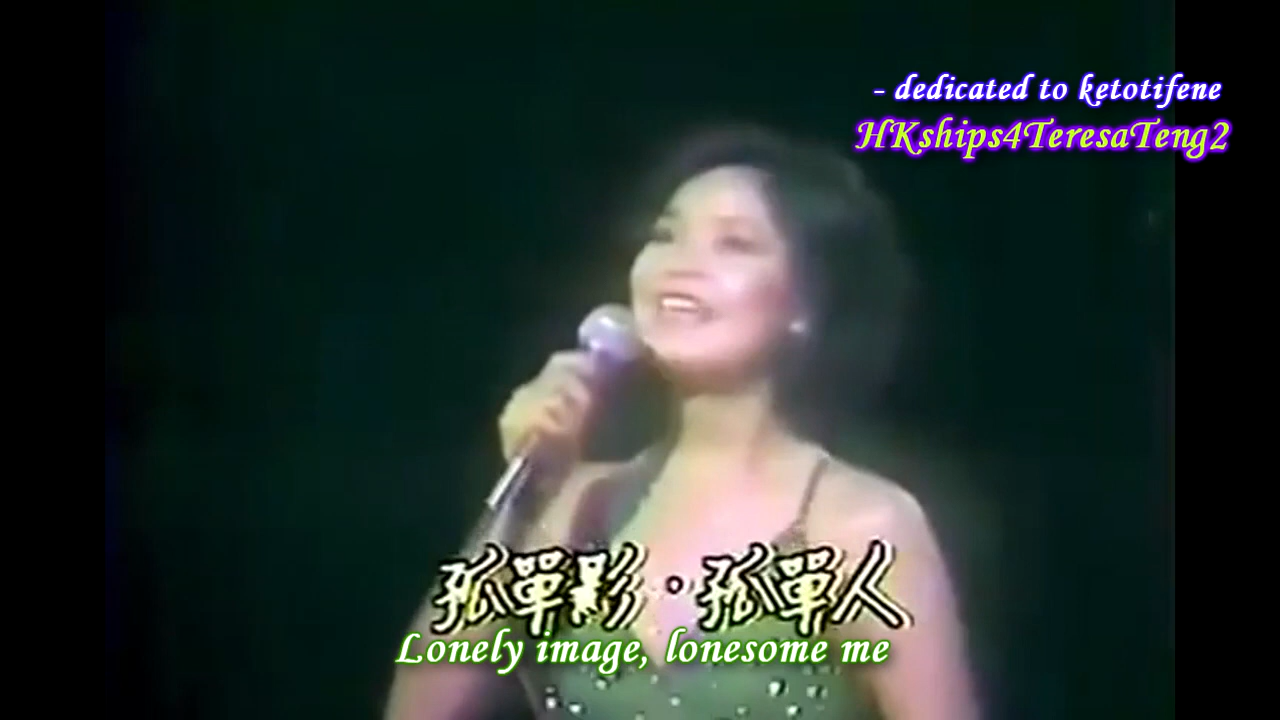 - dedicated to ketotifene
HKships4TeresaTeng2
孤單影・孤單人
Lonely image, lonesome me